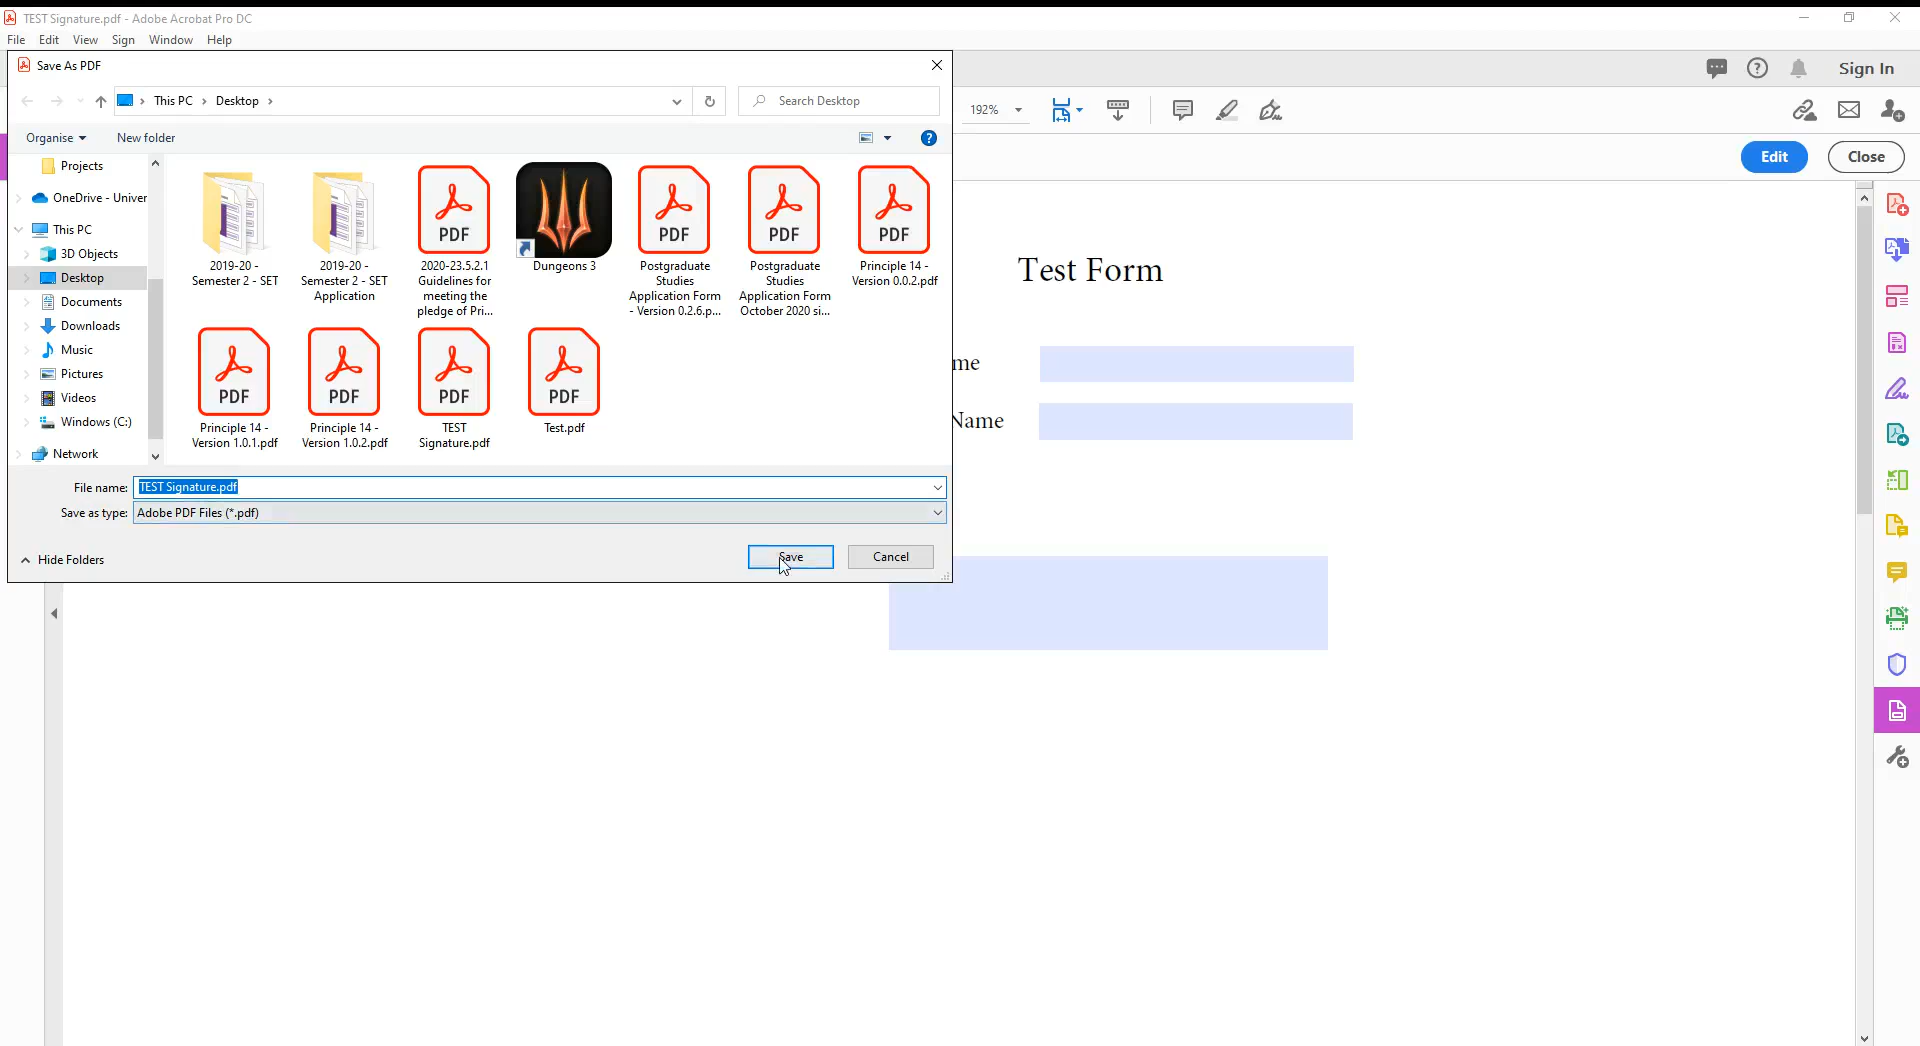 TEST Signature.pdf - Adobe Acrobat Pro DC
File Edit View Sign Window Help
Save As PDF
Sign In
This PC Desktop
Search Desktop
192%
Organise
New folder
Edit
Close
Projects
OneDrive - Univer
This PC
3D Objects
Desktop
Documents
Downloads
Music
Pictures
Videos
Windows (C:)
Network
2019-20 -
Semester 2 - SET
2019-20 -
Semester 2 - SET
Application
PDF
2020-23.5.2.1
Guidelines for
meeting the
pledge of Pri...
Dungeons 3
PDF
Postgraduate
Studies
Application Form
- Version 0.2.6.p...
PDF
Postgraduate
Studies
Application Form
October 2020 si...
PDF
Principle 14 -
Version 0.0.2.pdf
PDF
Principle 14 -
Version 1.0.1.pdf
PDF
Principle 14 -
Version 1.0.2.pdf
PDF
TEST
Signature.pdf
PDF
Test.pdf
File name: TEST Signature.pdf
Save as type: Adobe PDF Files (*.pdf)
Hide Folders
Save
Cancel
Test Form
me
Name